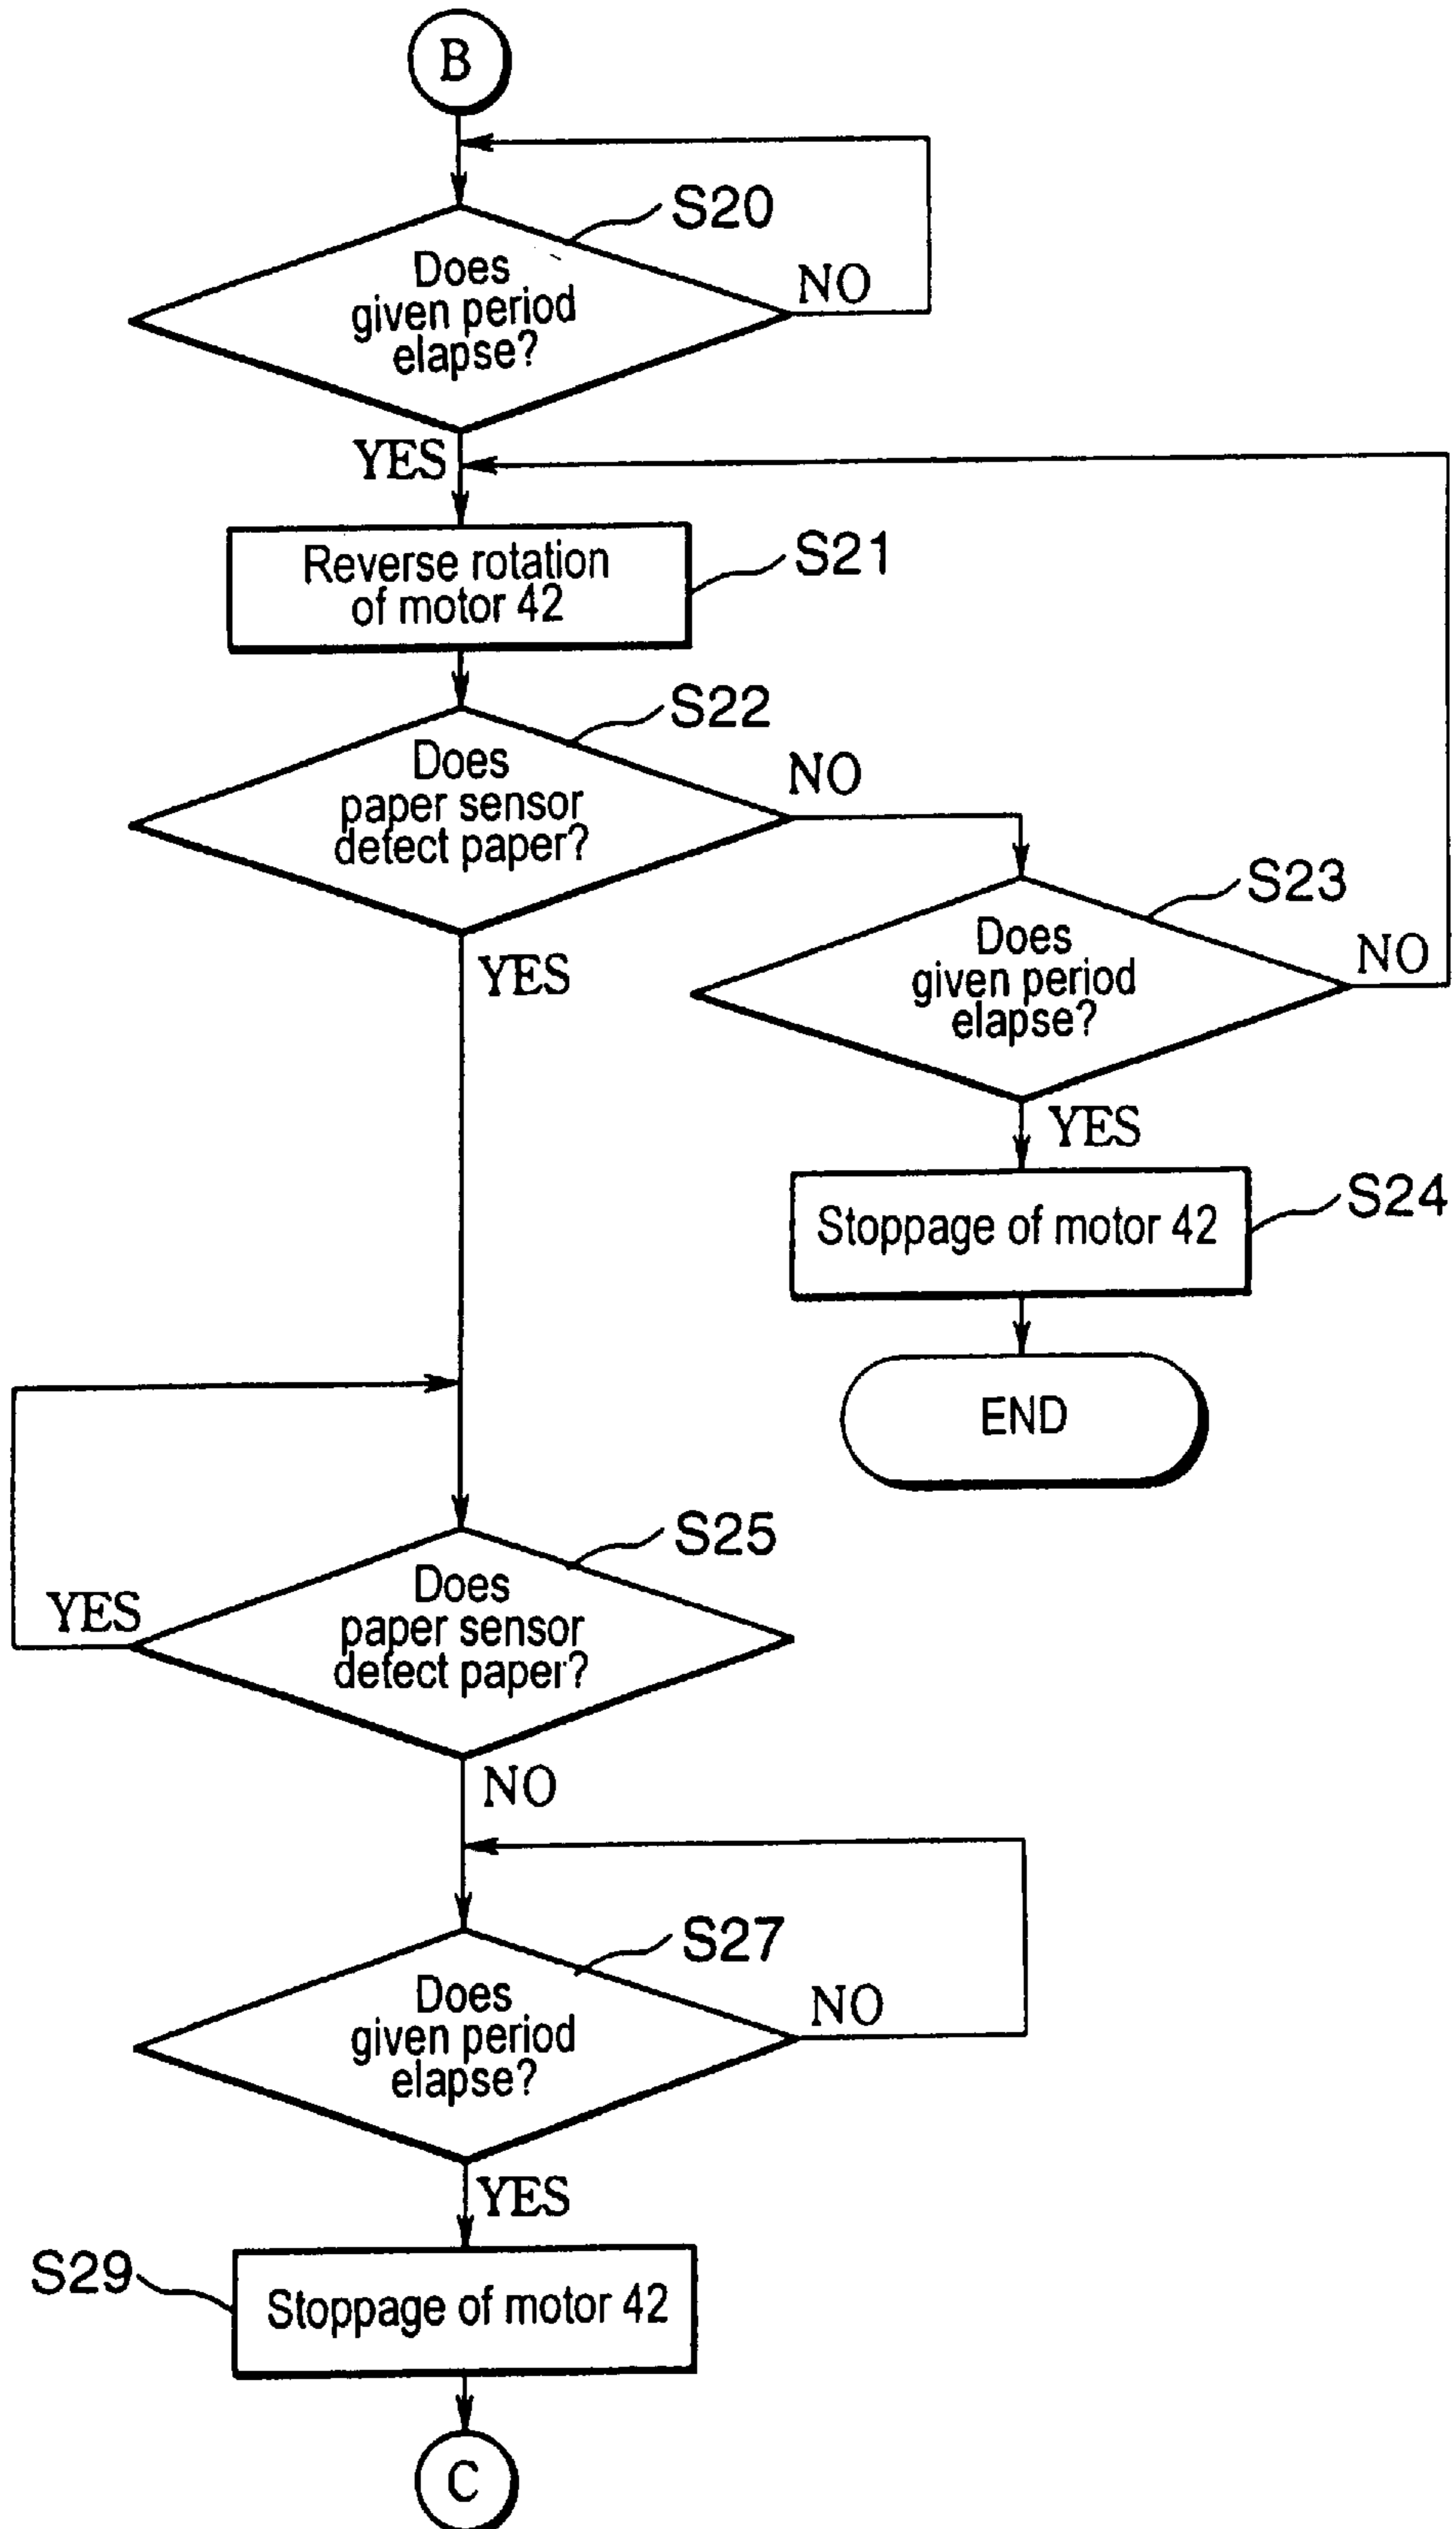 B
S20
Does
given period
elapse?
NO
YES
Reverse rotation
of motor 42
S21
S22
Does
paper sensor
detect paper?
NO
YES
S23
Does
given period
elapse?
NO
YES
Stoppage of motor 42
S24
END
S25
Does
paper sensor
detect paper?
YES
NO
S27
Does
given period
elapse?
NO
YES
S29
Stoppage of motor 42
C